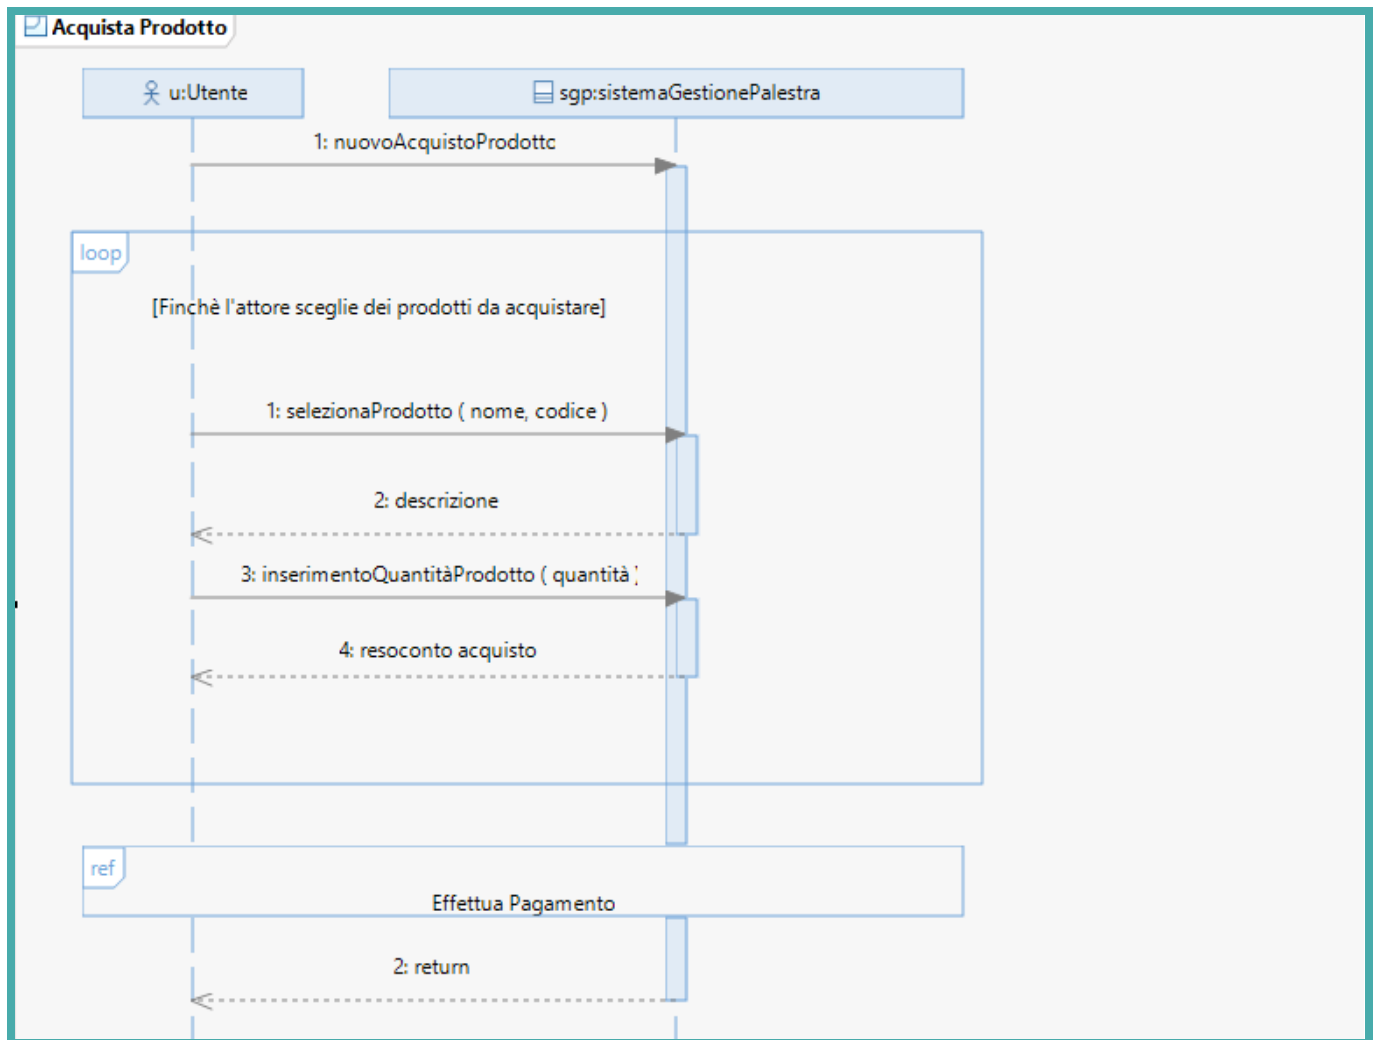 Acquista Prodotto
u:Utente
sgp:sistemaGestionePalestra
1: nuovoAcquistoProdotto
loop
[Finchè l'attore sceglie dei prodotti da acquistare]
1: selezionaProdotto ( nome, codice )
2: descrizione
3: inserimentoQuantitàProdotto ( quantità )
4: resoconto acquisto
ref
Effettua Pagamento
2: return